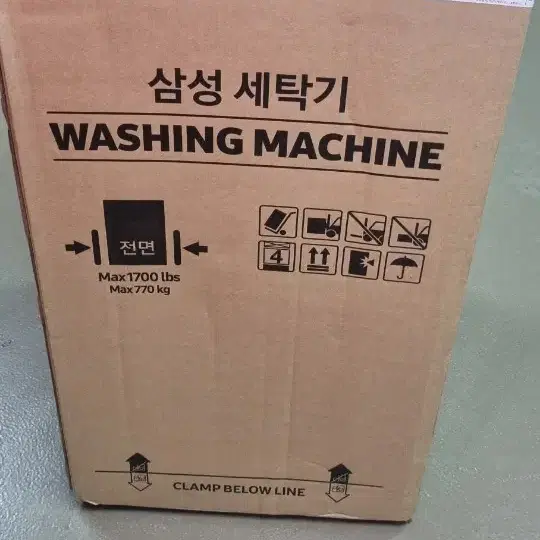 삼성 세탁기
WASHING MACHINE
전면
Max 1700 lbs
Max 770 kg
4
CLAMP BELOW LINE